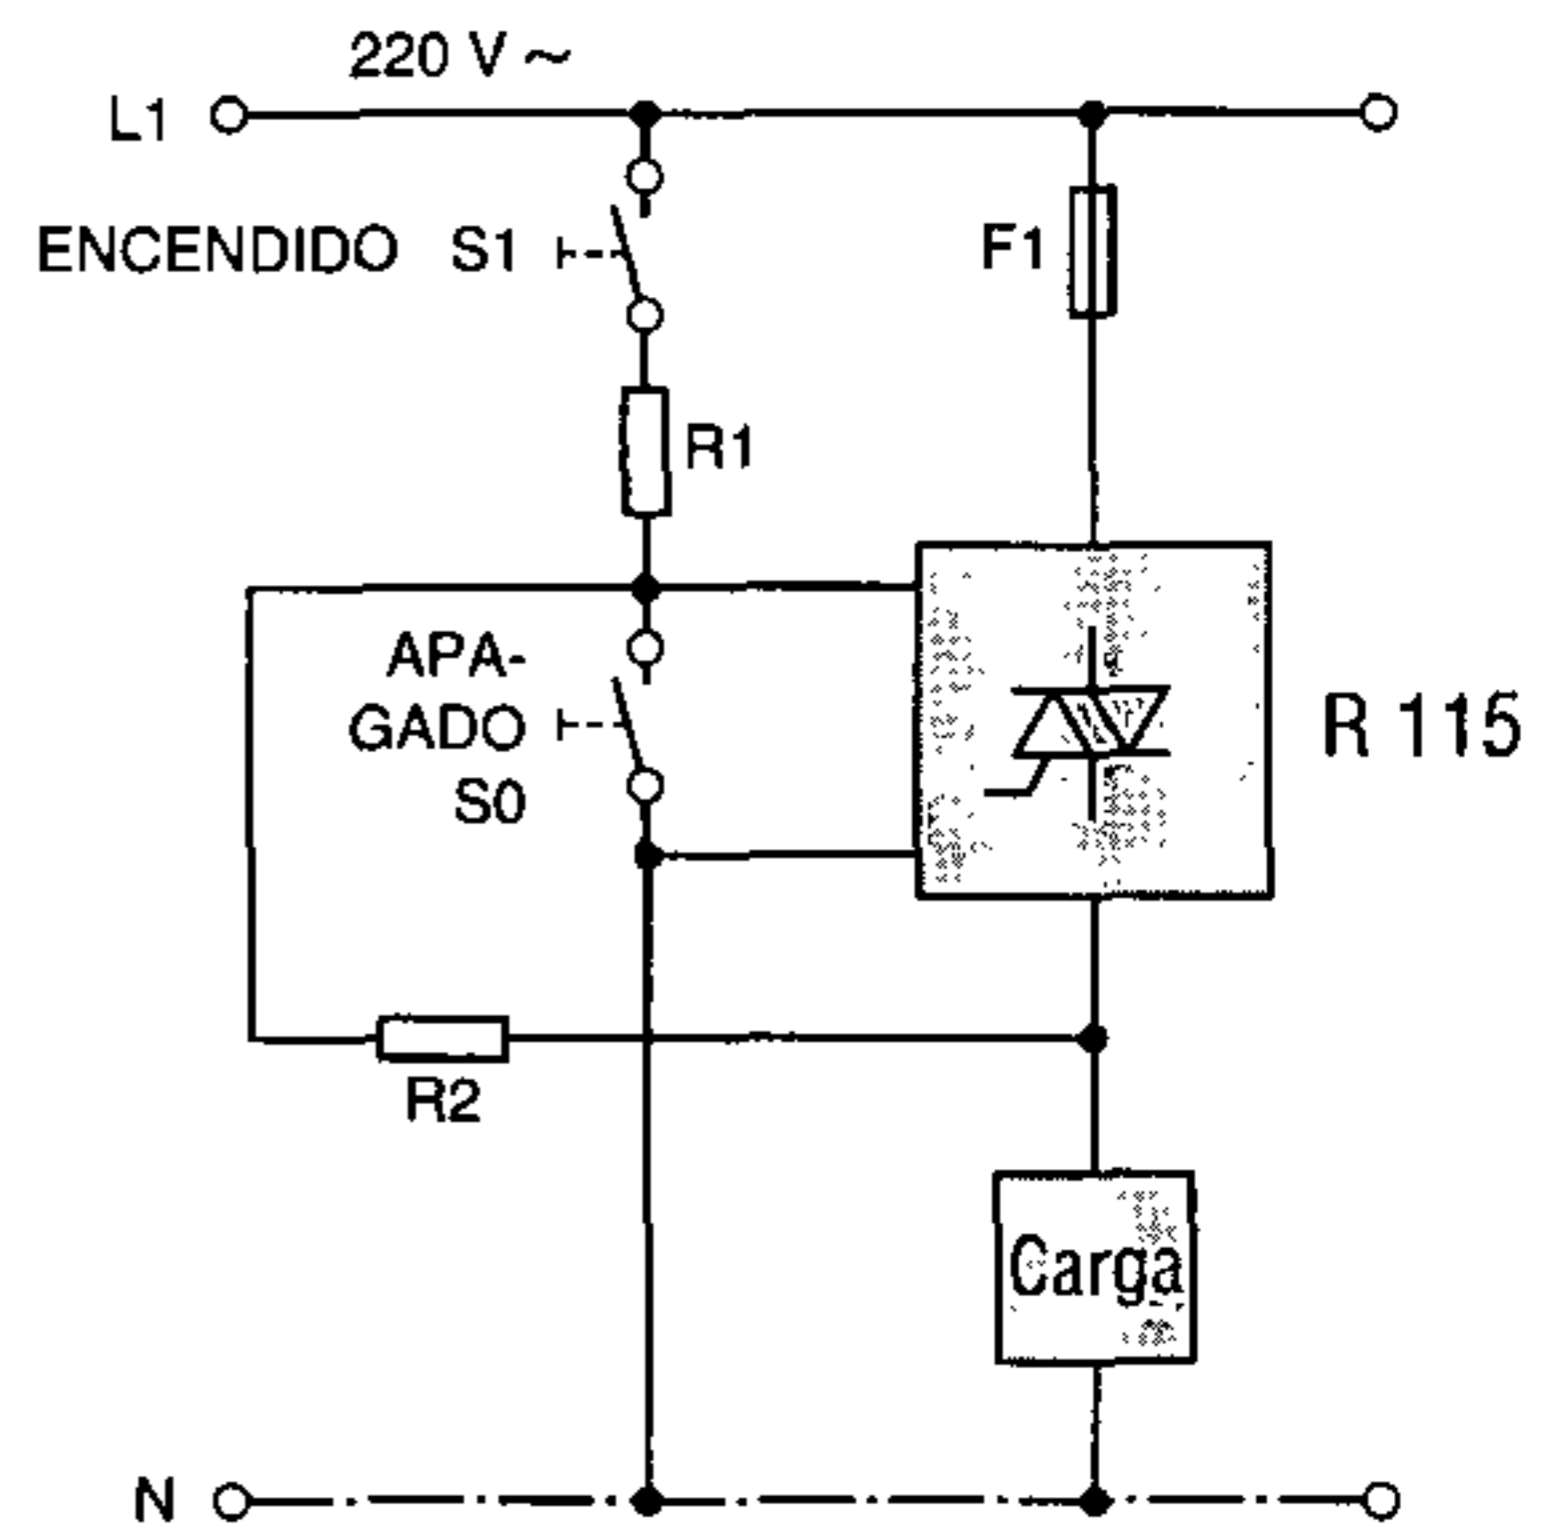 220 V ~
L1
ENCENDIDO S1
F1
R1
APA-
GADO
S0
R 115
R2
Carga
N